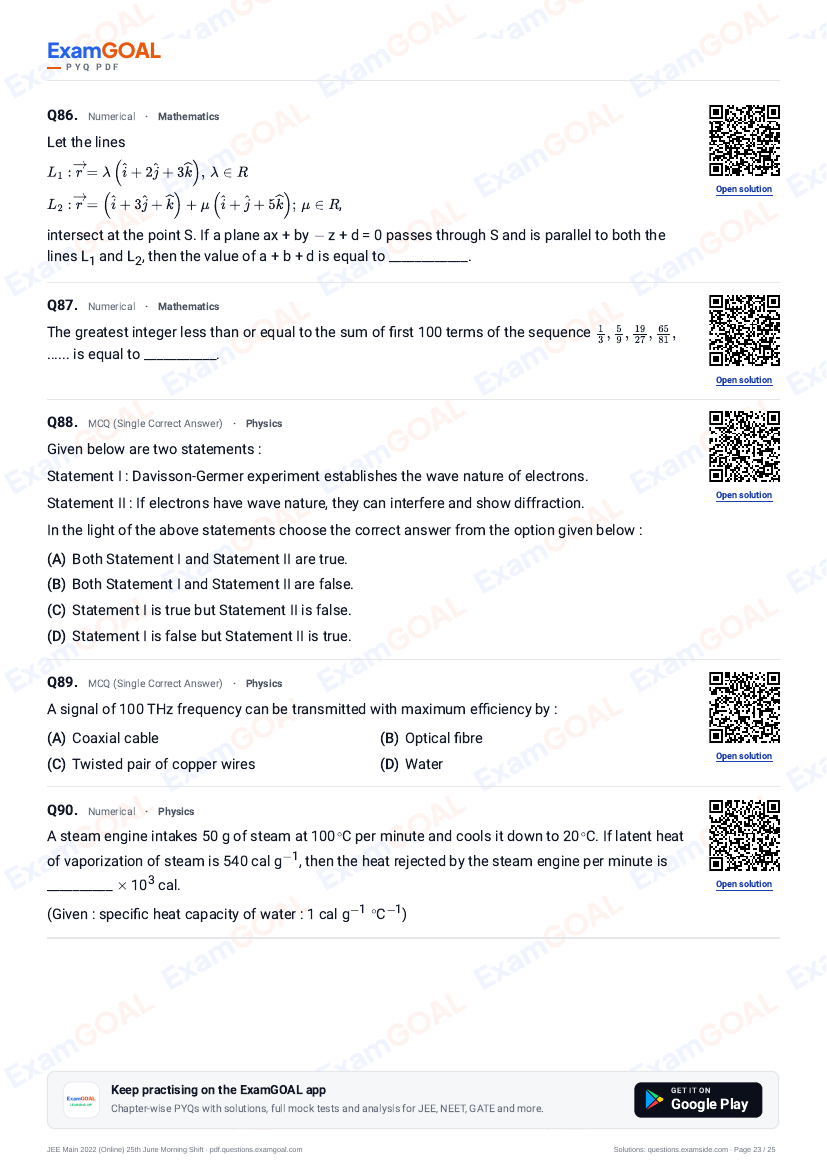 ExamGOAL
PYQ PDF
Q86. Numerical · Mathematics
Let the lines
L₁ : r⃗ = λ(î + 2ĵ + 3k̂), λ ∈ R
L₂ : r⃗ = (î + 3ĵ + k̂) + μ(î + ĵ + 5k̂); μ ∈ R,
intersect at the point S. If a plane ax + by − z + d = 0 passes through S and is parallel to both the
lines L₁ and L₂, then the value of a + b + d is equal to ____________.
Open solution
Q87. Numerical · Mathematics
The greatest integer less than or equal to the sum of first 100 terms of the sequence 1/3, 5/9, 19/27, 65/81,
...... is equal to ___________.
Open solution
Q88. MCQ (Single Correct Answer) · Physics
Given below are two statements :
Statement I : Davisson-Germer experiment establishes the wave nature of electrons.
Statement II : If electrons have wave nature, they can interfere and show diffraction.
In the light of the above statements choose the correct answer from the option given below :
(A) Both Statement I and Statement II are true.
(B) Both Statement I and Statement II are false.
(C) Statement I is true but Statement II is false.
(D) Statement I is false but Statement II is true.
Open solution
Q89. MCQ (Single Correct Answer) · Physics
A signal of 100 THz frequency can be transmitted with maximum efficiency by :
(A) Coaxial cable (B) Optical fibre
(C) Twisted pair of copper wires (D) Water
Open solution
Q90. Numerical · Physics
A steam engine intakes 50 g of steam at 100°C per minute and cools it down to 20°C. If latent heat
of vaporization of steam is 540 cal g⁻¹, then the heat rejected by the steam engine per minute is
__________ × 10³ cal.
(Given : specific heat capacity of water : 1 cal g⁻¹ °C⁻¹)
Open solution
Keep practising on the ExamGOAL app
Chapter-wise PYQs with solutions, full mock tests and analysis for JEE, NEET, GATE and more.
GET IT ON
Google Play
JEE Main 2022 (Online) 25th June Morning Shift · pdf.questions.examgoal.com
Solutions: questions.examside.com · Page 23 / 25